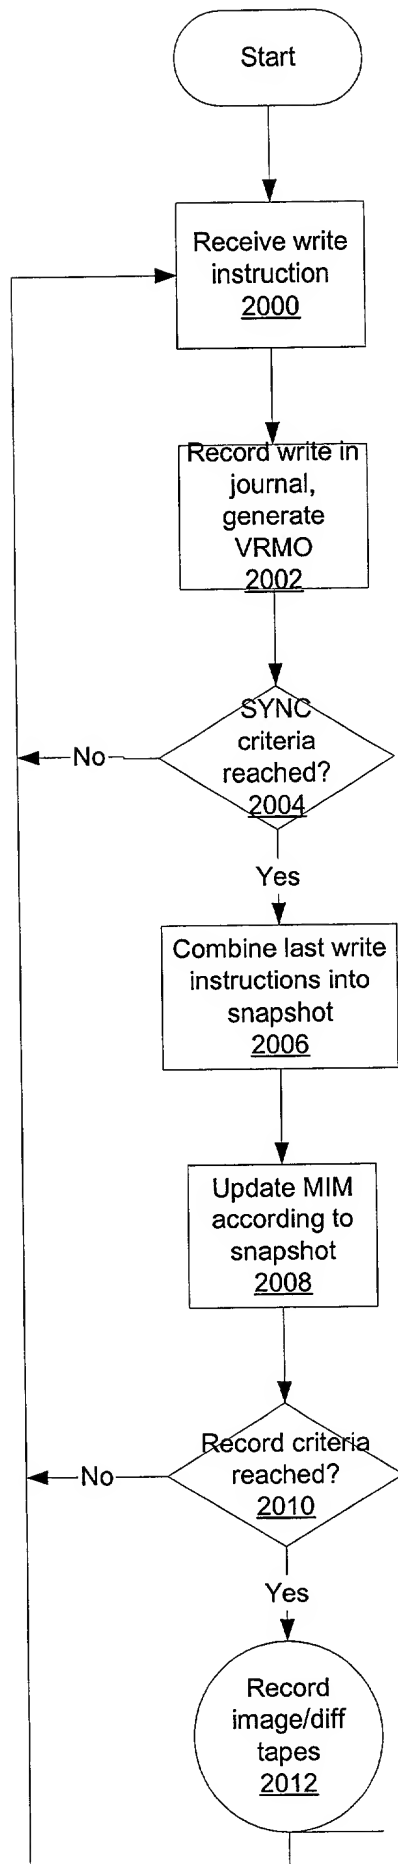 Start
Receive write
instruction
2000
Record write in
journal,
generate
VRMO
2002
SYNC
criteria
reached?
2004
No
Yes
Combine last write
instructions into
snapshot
2006
Update MIM
according to
snapshot
2008
Record criteria
reached?
2010
No
Yes
Record
image/diff
tapes
2012